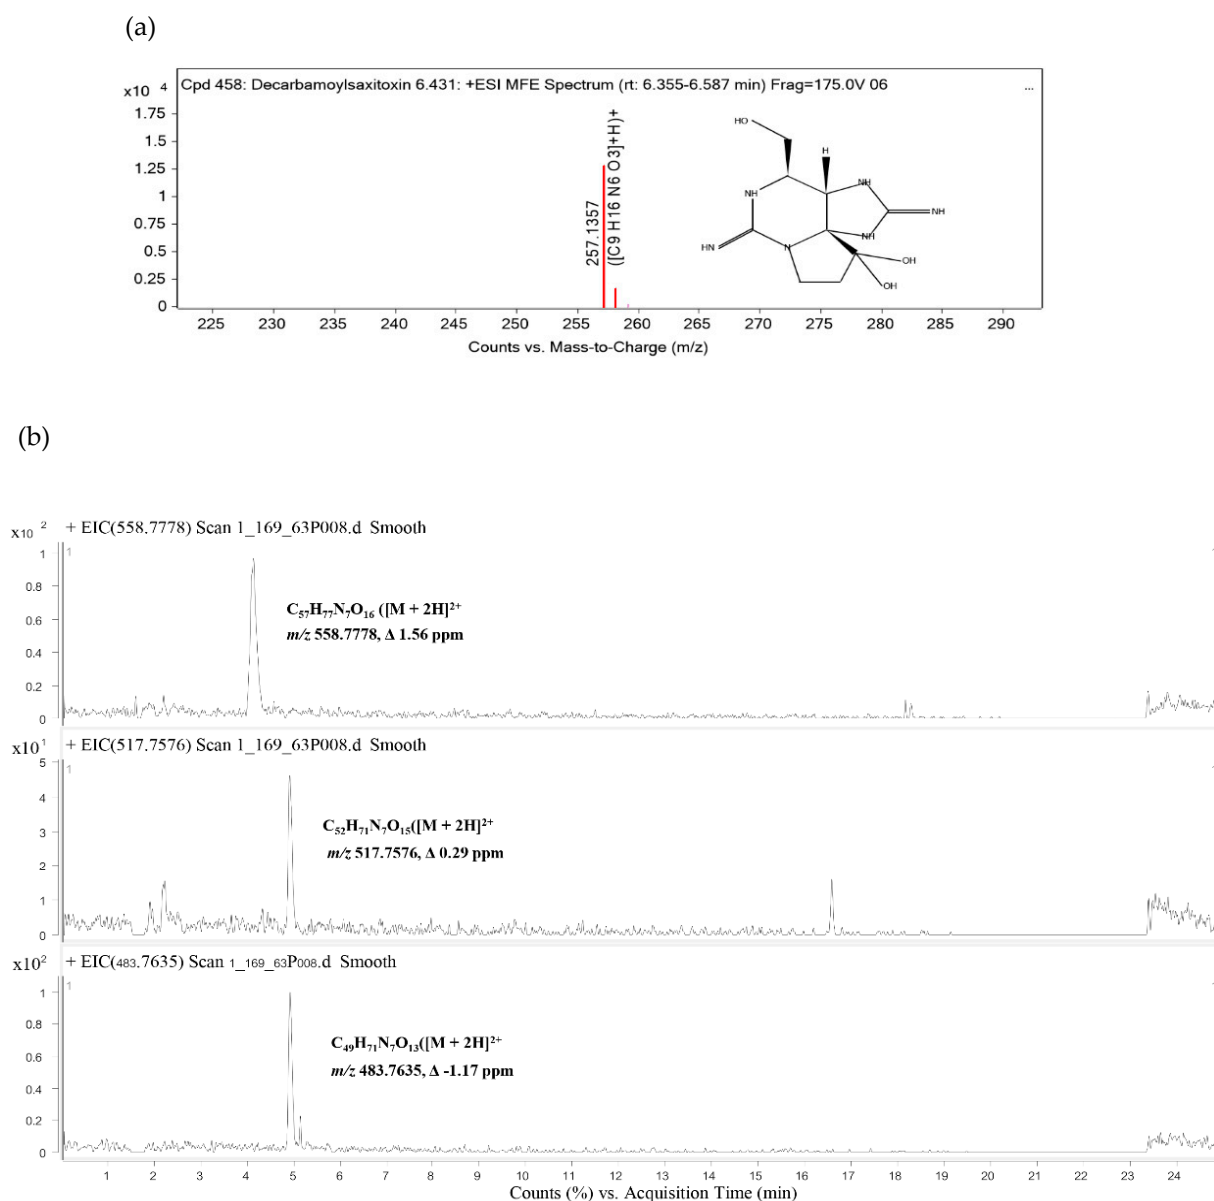 (a)
x10 4
Cpd 458: Decarbamoylsaxitoxin 6.431: +ESI MFE Spectrum (rt: 6.355-6.587 min) Frag=175.0V 06
...
1.75
1.5
1.25
1
0.75
0.5
0.25
0
257.1357
([C9 H16 N6 O3]+H)+
HO
H
NH
NH
NH
HN
N
NH
OH
OH
225 230 235 240 245 250 255 260 265 270 275 280 285 290
Counts vs. Mass-to-Charge (m/z)
(b)
x10 2
+ EIC(558.7778) Scan 1_169_63P008.d Smooth
1
1
0.8
0.6
0.4
0.2
0
C₅₇H₇₇N₇O₁₆ ([M + 2H]²⁺
m/z 558.7778, Δ 1.56 ppm
x10¹
+ EIC(517.7576) Scan 1_169_63P008.d Smooth
1
5
4
3
2
1
0
C₅₂H₇₁N₇O₁₅([M + 2H]²⁺
m/z 517.7576, Δ 0.29 ppm
x10²
+ EIC(483.7635) Scan 1_169_63P008.d Smooth
1
1
0.8
0.6
0.4
0.2
0
C₄₉H₇₁N₇O₁₃([M + 2H]²⁺
m/z 483.7635, Δ -1.17 ppm
1 2 3 4 5 6 7 8 9 10 11 12 13 14 15 16 17 18 19 20 21 22 23 24
Counts (%) vs. Acquisition Time (min)